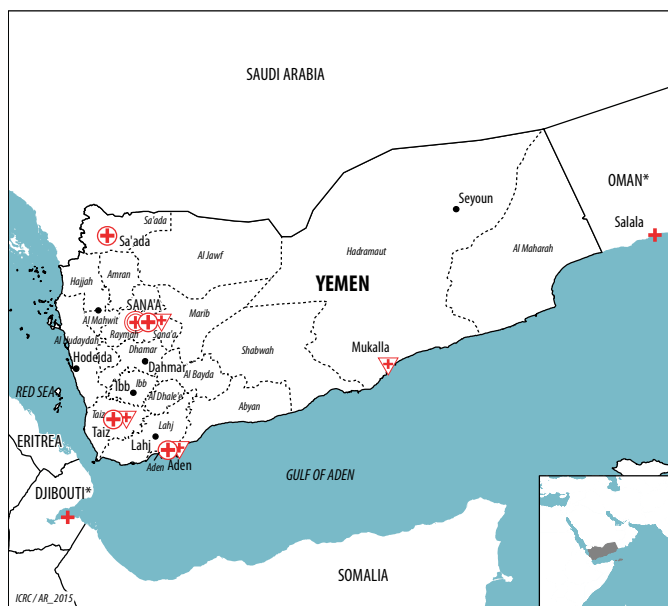 SAUDI ARABIA
OMAN*
Seyoun
Salala
Sa'ada
Sa'ada
Al Jawf
Hadramaut
Al Maharah
Hajjah
Amran
YEMEN
SANA'A
Marib
Al Mahwit
Raymah
Sana'a
Al Hudaydah
Dhamar
Shabwah
Mukalla
Hodeida
Dahmar
Al Bayda
Ibb
Ibb
Al Dhale'e
RED SEA
Abyan
Taiz
Taiz
Lahj
Lahj
ERITREA
Aden
Aden
GULF OF ADEN
DJIBOUTI*
SOMALIA
ICRC / AR_2015